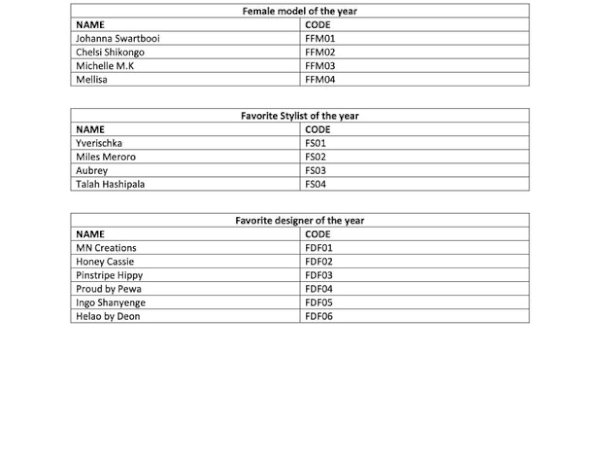 Female model of the year
NAME CODE
Johanna Swartbooi FFM01
Chelsi Shikongo FFM02
Michelle M.K FFM03
Mellisa FFM04
Favorite Stylist of the year
NAME CODE
Yverischka FS01
Miles Meroro FS02
Aubrey FS03
Talah Hashipala FS04
Favorite designer of the year
NAME CODE
MN Creations FDF01
Honey Cassie FDF02
Pinstripe Hippy FDF03
Proud by Pewa FDF04
Ingo Shanyenge FDF05
Helao by Deon FDF06